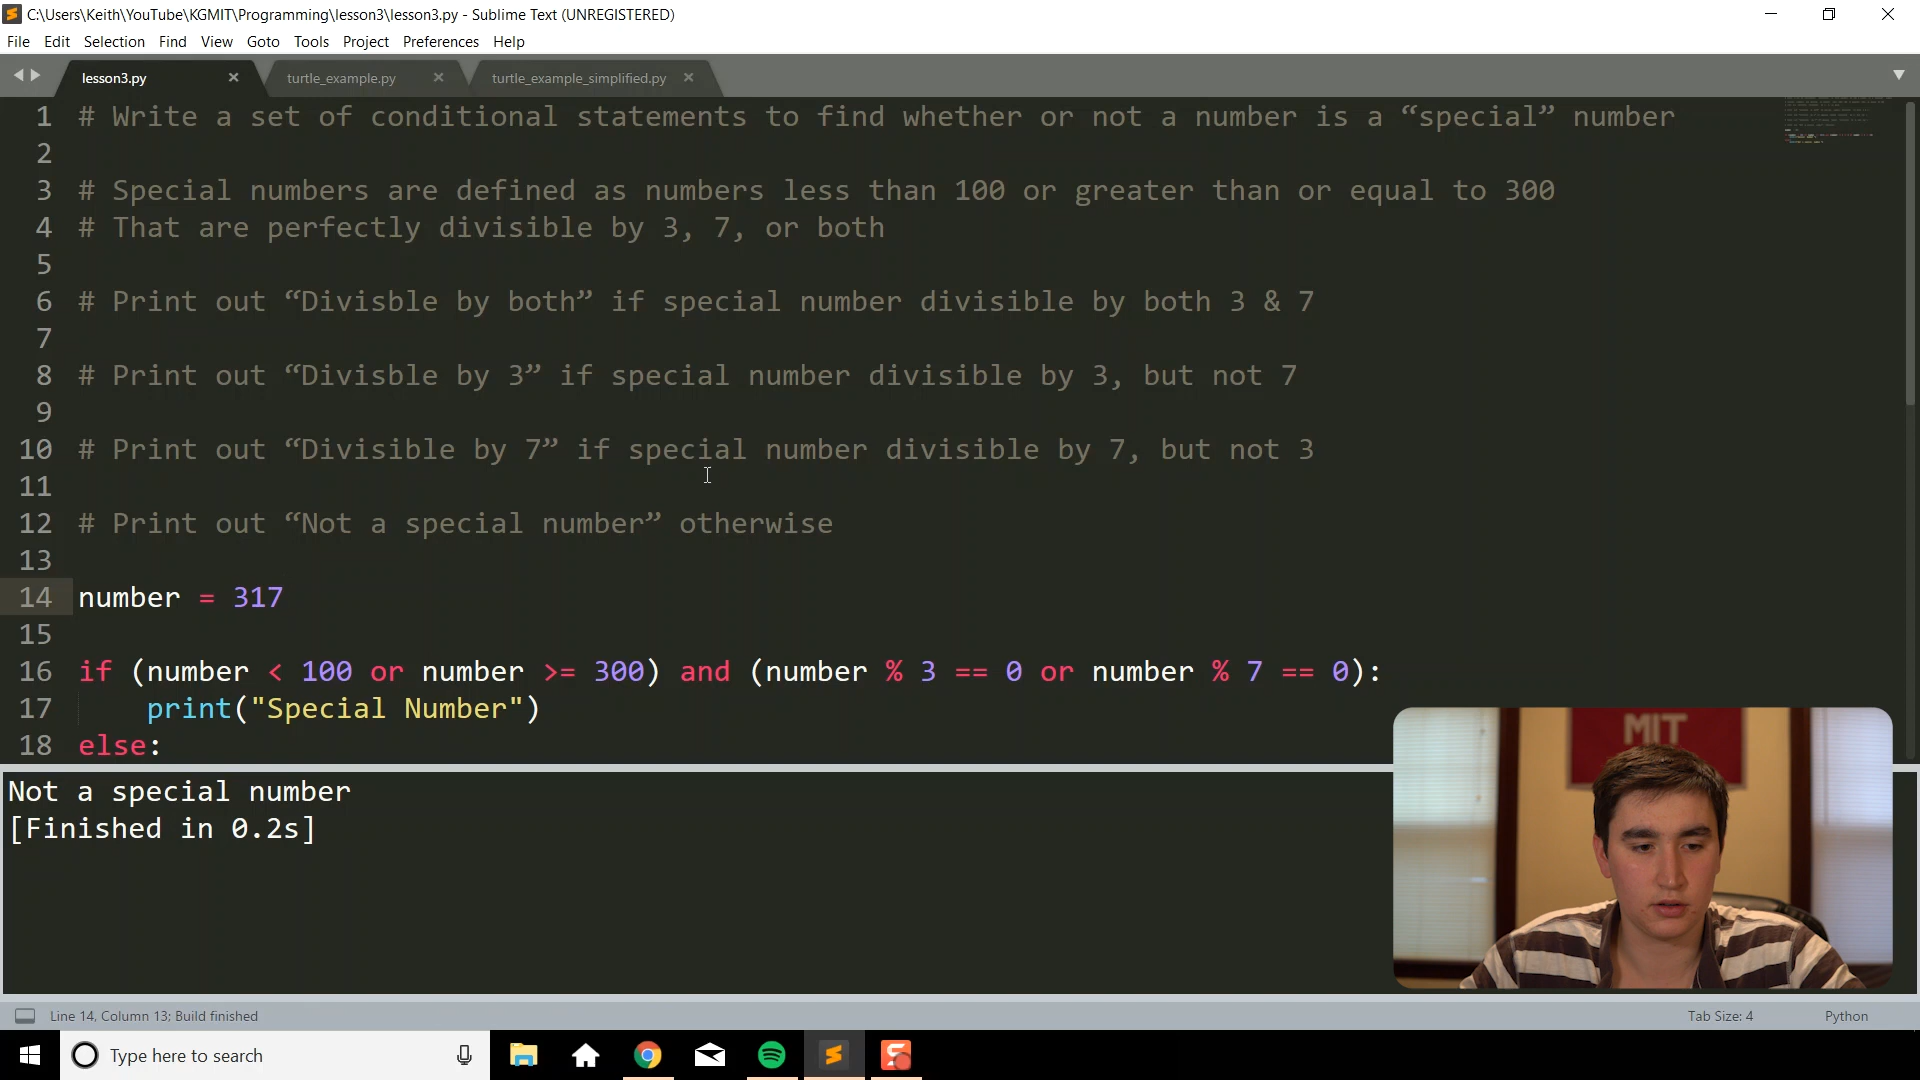 C:\Users\Keith\YouTube\KGMIT\Programming\lesson3\lesson3.py - Sublime Text (UNREGISTERED)
File Edit Selection Find View Goto Tools Project Preferences Help
lesson3.py turtle_example.py turtle_example_simplified.py
1 # Write a set of conditional statements to find whether or not a number is a “special” number
2
3 # Special numbers are defined as numbers less than 100 or greater than or equal to 300
4 # That are perfectly divisible by 3, 7, or both
5
6 # Print out “Divisble by both” if special number divisible by both 3 & 7
7
8 # Print out “Divisble by 3” if special number divisible by 3, but not 7
9
10 # Print out “Divisible by 7” if special number divisible by 7, but not 3
11
12 # Print out “Not a special number” otherwise
13
14 number = 317
15
16 if (number < 100 or number >= 300) and (number % 3 == 0 or number % 7 == 0):
17 print("Special Number")
18 else:
MIT
Not a special number
[Finished in 0.2s]
Line 14, Column 13; Build finished
Tab Size: 4
Python
Type here to search